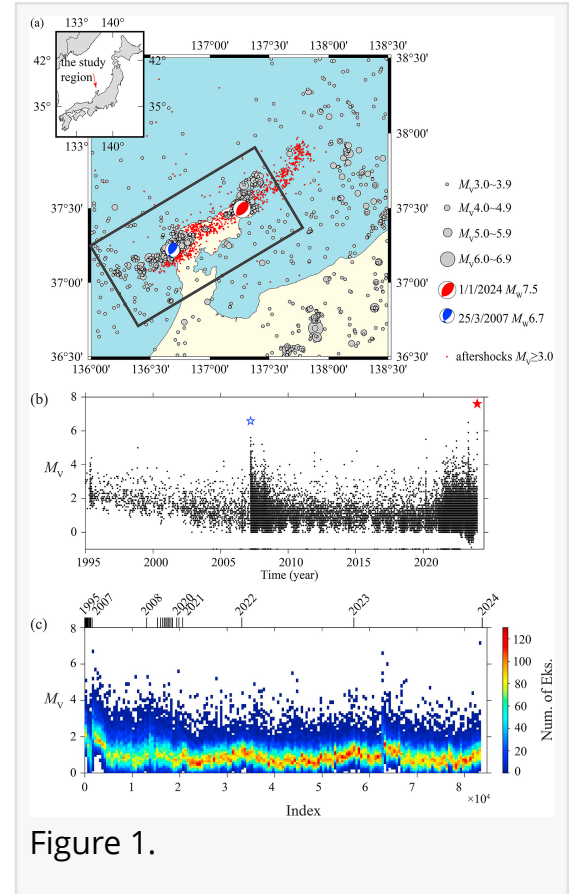 (a)
133° 140°
42° 42°
the study
region
35° 35°
133° 140°
137°00' 137°30' 138°00' 138°30'
38°30'
38°00'
37°30' 37°30'
37°00' 37°00'
36°30' 36°30'
136°00' 136°30' 137°00' 137°30' 138°00' 138°30'
Mv3.0~3.9
Mv4.0~4.9
Mv5.0~5.9
Mv6.0~6.9
1/1/2024 Mw7.5
25/3/2007 Mw6.7
aftershocks Mv≥3.0
(b)
8
6
4
2
0
Mv
1995 2000 2005 2010 2015 2020
Time (year)
1995 2007 2008 2020 2021 2022 2023 2024
(c)
8
6
4
2
0
Mv
0 1 2 3 4 5 6 7 8
×10⁴
Index
120
100
80
60
40
20
0
Num. of Eks.
Figure 1.